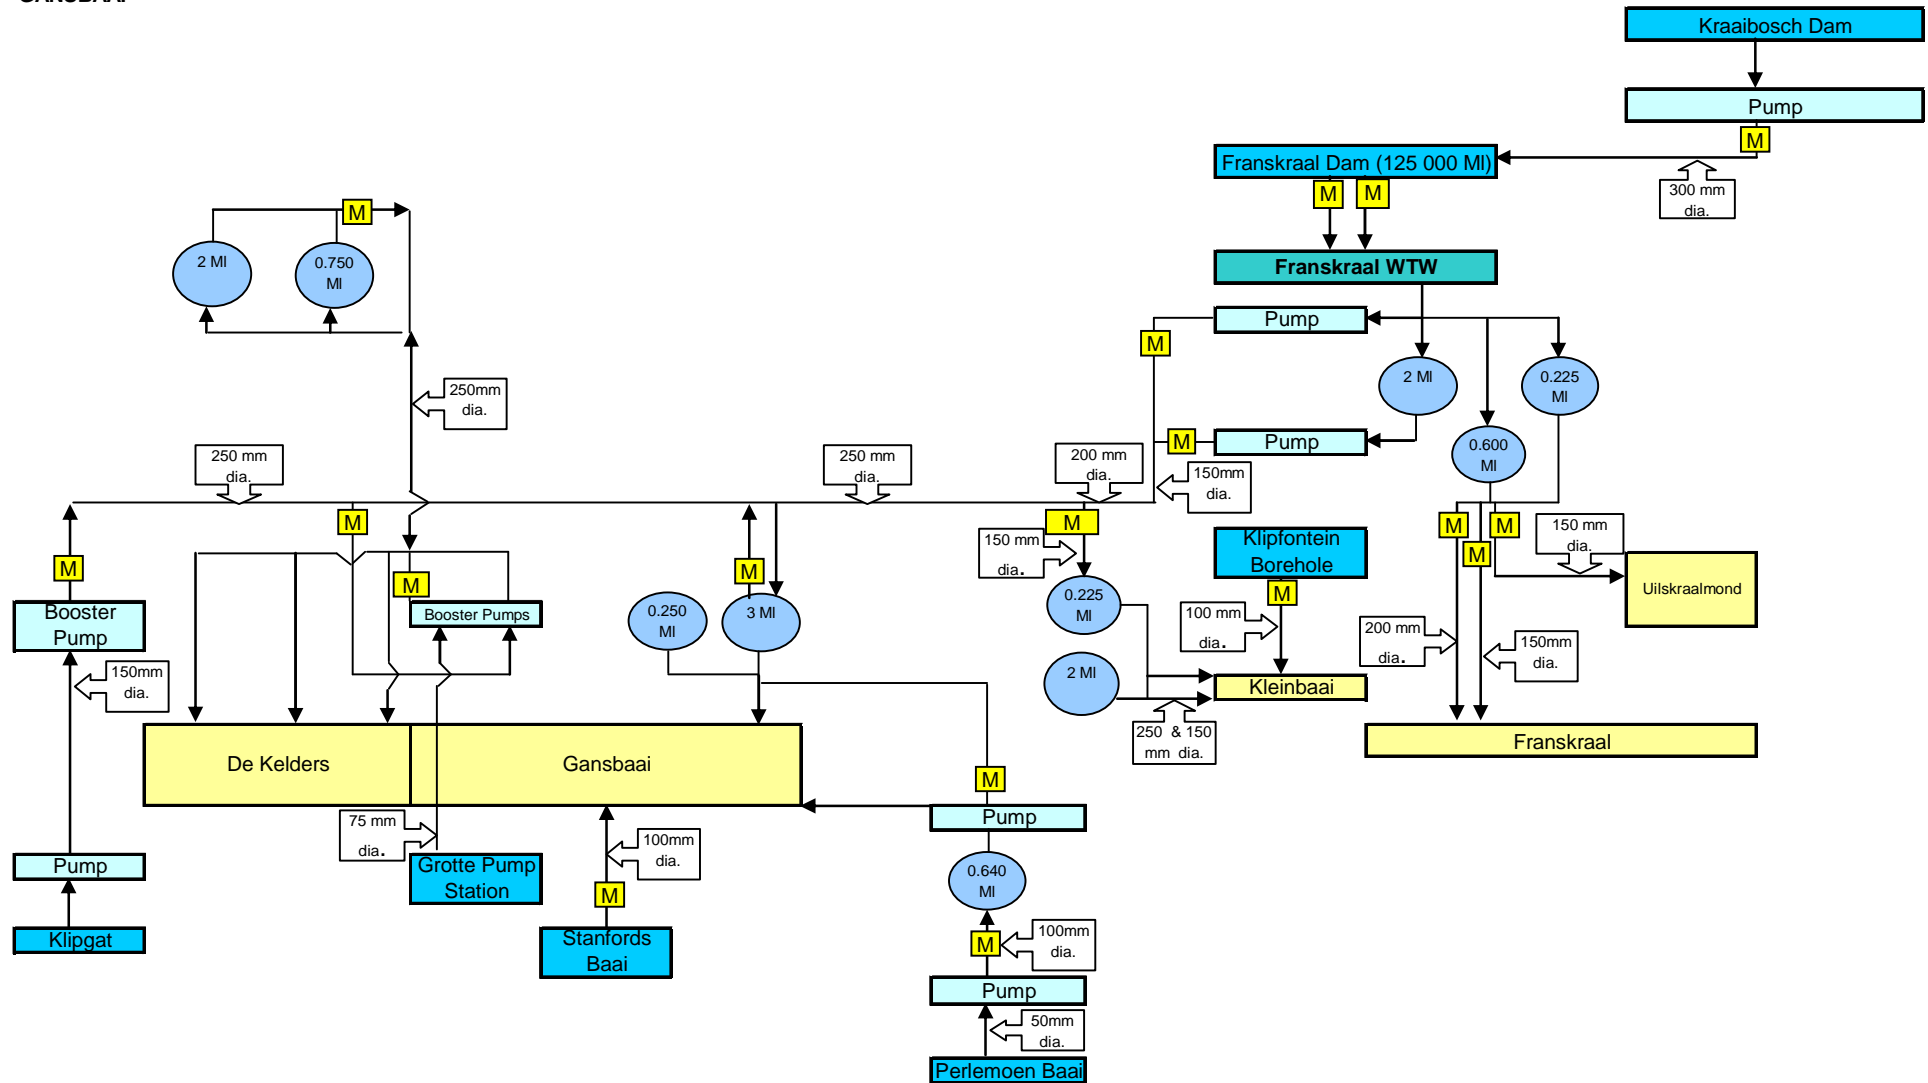 Kraaibosch Dam
Pump
M
Franskraal Dam (125 000 Ml)
M
M
300 mm
dia.
M
2 Ml
0.750
Ml
Franskraal WTW
Pump
M
250mm
dia.
2 Ml
0.225
Ml
Pump
M
0.600
Ml
250 mm
dia.
250 mm
dia.
200 mm
dia.
150mm
dia.
M
M
M
M
M
M
150 mm
dia.
150 mm
dia.
Klipfontein
Borehole
M
M
M
M
Booster
Pump
Booster Pumps
0.250
Ml
3 Ml
0.225
Ml
100 mm
dia.
Uilskraalmond
200 mm
dia.
150mm
dia.
150mm
dia.
2 Ml
Kleinbaai
250 & 150
mm dia.
De Kelders
Gansbaai
Franskraal
M
Pump
75 mm
dia.
100mm
dia.
Pump
Grotte Pump
Station
0.640
Ml
M
Klipgat
Stanfords
Baai
M
100mm
dia.
Pump
50mm
dia.
Perlemoen Baai